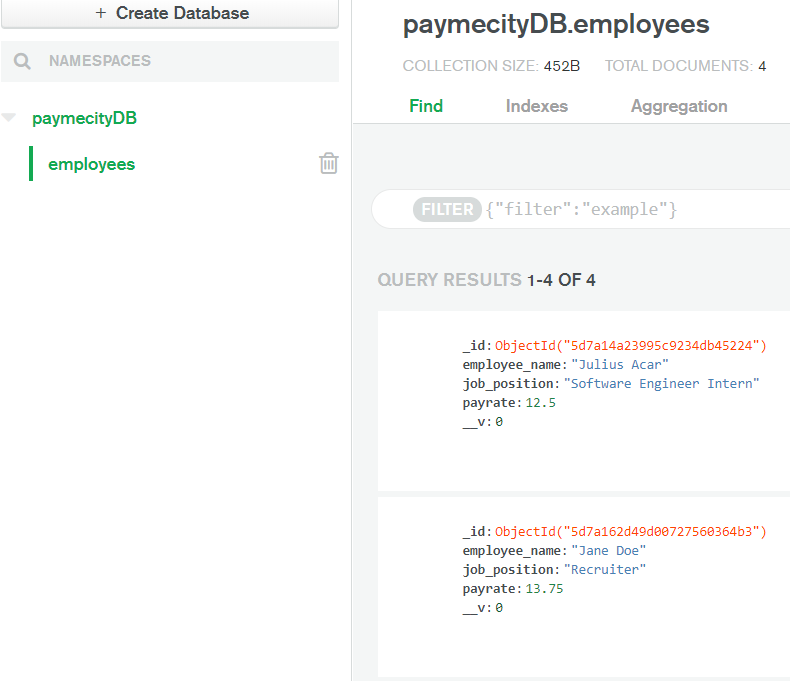 + Create Database
NAMESPACES
paymecityDB
employees
paymecityDB.employees
COLLECTION SIZE: 452B TOTAL DOCUMENTS: 4
Find Indexes Aggregation
FILTER {"filter":"example"}
QUERY RESULTS 1-4 OF 4
_id: ObjectId("5d7a14a23995c9234db45224")
employee_name: "Julius Acar"
job_position: "Software Engineer Intern"
payrate: 12.5
__v: 0
_id: ObjectId("5d7a162d49d00727560364b3")
employee_name: "Jane Doe"
job_position: "Recruiter"
payrate: 13.75
__v: 0